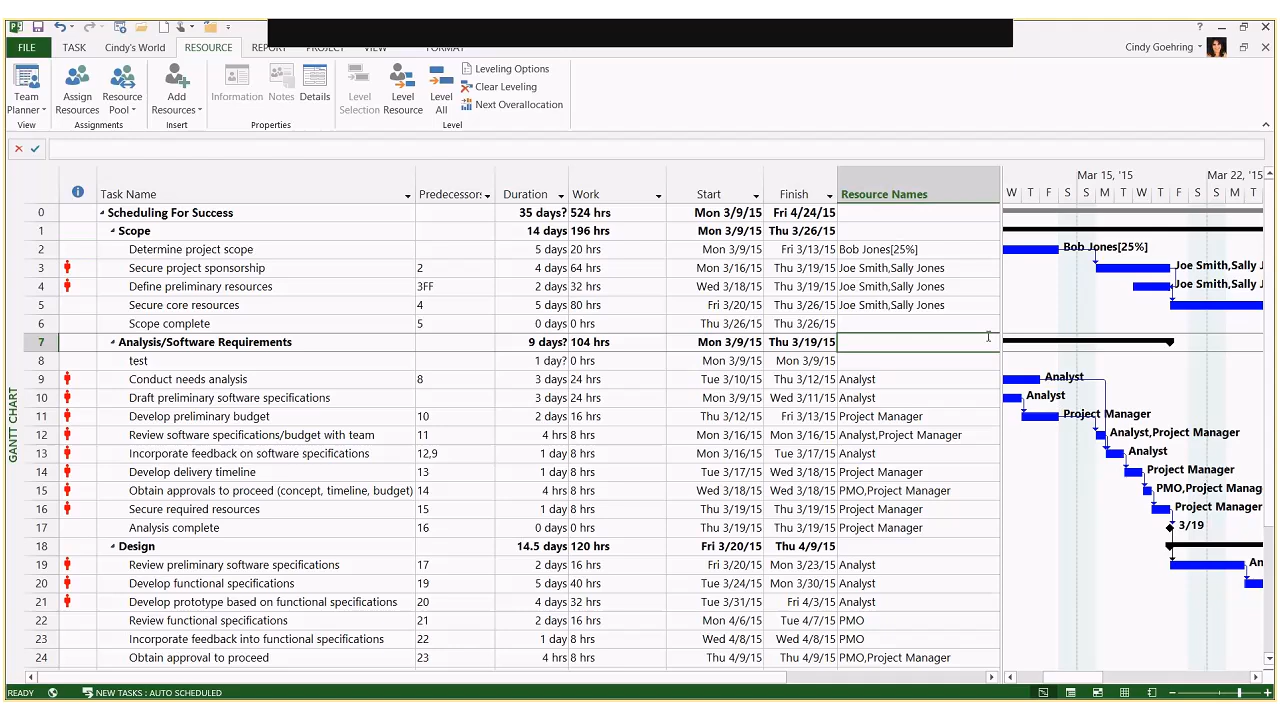 FILE TASK Cindy's World RESOURCE FORMAT
? Cindy Goehring
Team Planner
Assign Resources
Resource Pool
Add Resources
Information Notes Details
Level Selection
Level Resource
Level All
Leveling Options
Clear Leveling
Next Overallocation
View Assignments Insert Properties Level
Task Name Predecessors Duration Work Start Finish Resource Names
Mar 15, '15 Mar 22, '15
W T F S S M T W T F S S M T
0 Scheduling For Success 35 days? 524 hrs Mon 3/9/15 Fri 4/24/15
1 Scope 14 days 196 hrs Mon 3/9/15 Thu 3/26/15
2 Determine project scope 5 days 20 hrs Mon 3/9/15 Fri 3/13/15 Bob Jones[25%] Bob Jones[25%]
3 Secure project sponsorship 2 4 days 64 hrs Mon 3/16/15 Thu 3/19/15 Joe Smith,Sally Jones Joe Smith,Sally J
4 Define preliminary resources 3FF 2 days 32 hrs Wed 3/18/15 Thu 3/19/15 Joe Smith,Sally Jones Joe Smith,Sally J
5 Secure core resources 4 5 days 80 hrs Fri 3/20/15 Thu 3/26/15 Joe Smith,Sally Jones
6 Scope complete 5 0 days 0 hrs Thu 3/26/15 Thu 3/26/15
7 Analysis/Software Requirements 9 days? 104 hrs Mon 3/9/15 Thu 3/19/15
8 test 1 day? 0 hrs Mon 3/9/15 Mon 3/9/15
9 Conduct needs analysis 8 3 days 24 hrs Tue 3/10/15 Thu 3/12/15 Analyst Analyst
10 Draft preliminary software specifications 3 days 24 hrs Mon 3/9/15 Wed 3/11/15 Analyst Analyst
11 Develop preliminary budget 10 2 days 16 hrs Thu 3/12/15 Fri 3/13/15 Project Manager Project Manager
12 Review software specifications/budget with team 11 4 hrs 8 hrs Mon 3/16/15 Mon 3/16/15 Analyst,Project Manager Analyst,Project Manager
13 Incorporate feedback on software specifications 12,9 1 day 8 hrs Mon 3/16/15 Tue 3/17/15 Analyst Analyst
14 Develop delivery timeline 13 1 day 8 hrs Tue 3/17/15 Wed 3/18/15 Project Manager Project Manager
15 Obtain approvals to proceed (concept, timeline, budget) 14 4 hrs 8 hrs Wed 3/18/15 Wed 3/18/15 PMO,Project Manager PMO,Project Manag
16 Secure required resources 15 1 day 8 hrs Thu 3/19/15 Thu 3/19/15 Project Manager Project Manager
17 Analysis complete 16 0 days 0 hrs Thu 3/19/15 Thu 3/19/15 3/19
18 Design 14.5 days 120 hrs Fri 3/20/15 Thu 4/9/15
19 Review preliminary software specifications 17 2 days 16 hrs Fri 3/20/15 Mon 3/23/15 Analyst An
20 Develop functional specifications 19 5 days 40 hrs Tue 3/24/15 Mon 3/30/15 Analyst
21 Develop prototype based on functional specifications 20 4 days 32 hrs Tue 3/31/15 Fri 4/3/15 Analyst
22 Review functional specifications 21 2 days 16 hrs Mon 4/6/15 Tue 4/7/15 PMO
23 Incorporate feedback into functional specifications 22 1 day 8 hrs Wed 4/8/15 Wed 4/8/15 PMO
24 Obtain approval to proceed 23 4 hrs 8 hrs Thu 4/9/15 Thu 4/9/15 PMO,Project Manager
GANTT CHART
READY NEW TASKS : AUTO SCHEDULED